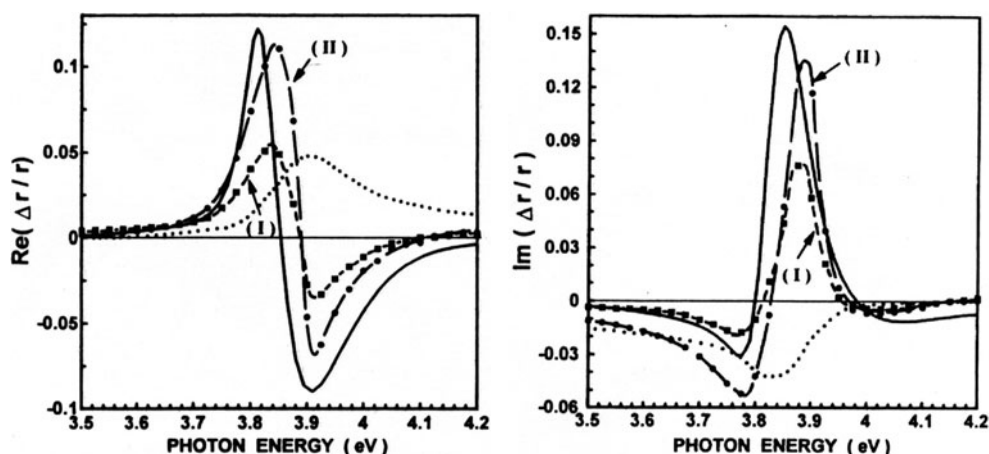 Re( Δ r / r )
0.1
0.05
0
-0.05
-0.1
3.5 3.6 3.7 3.8 3.9 4 4.1 4.2
PHOTON ENERGY ( eV )
( II )
( I )
Im ( Δ r / r )
0.15
0.12
0.09
0.06
0.03
0
-0.03
-0.06
3.5 3.6 3.7 3.8 3.9 4 4.1 4.2
PHOTON ENERGY ( eV )
( II )
( I )